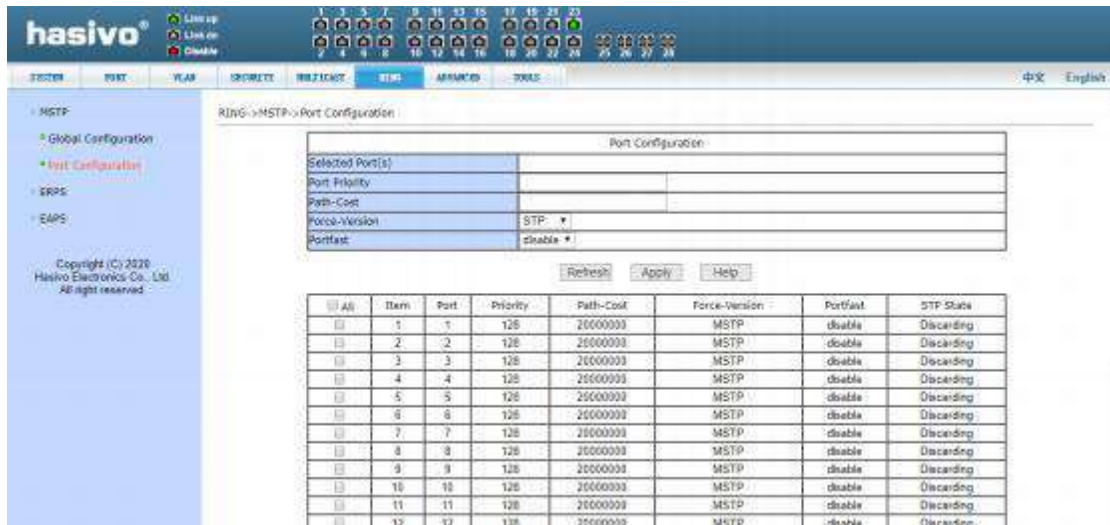 hasivo®
Link up
Link dn
Disable
1 3 5 7 9 11 13 15 17 19 21 23
2 4 6 8 10 12 14 16 18 20 22 24 25 26 27 28
SYSTEM PORT VLAN SECURITY MULTICAST RING ADVANCED TOOLS 中文 English
MSTP
Global Configuration
Port Configuration
ERPS
EAPS
Copyright (C) 2020
Hasivo Electronics Co., Ltd.
All right reserved
RING->MSTP->Port Configuration
Port Configuration
Selected Port(s)
Port Priority
Path-Cost
Force-Version STP
Portfast disable
Refresh Apply Help
All Item Port Priority Path-Cost Force-Version Portfast STP State
1 1 128 20000000 MSTP disable Discarding
2 2 128 20000000 MSTP disable Discarding
3 3 128 20000000 MSTP disable Discarding
4 4 128 20000000 MSTP disable Discarding
5 5 128 20000000 MSTP disable Discarding
6 6 128 20000000 MSTP disable Discarding
7 7 128 20000000 MSTP disable Discarding
8 8 128 20000000 MSTP disable Discarding
9 9 128 20000000 MSTP disable Discarding
10 10 128 20000000 MSTP disable Discarding
11 11 128 20000000 MSTP disable Discarding
12 12 128 20000000 MSTP disable Discarding